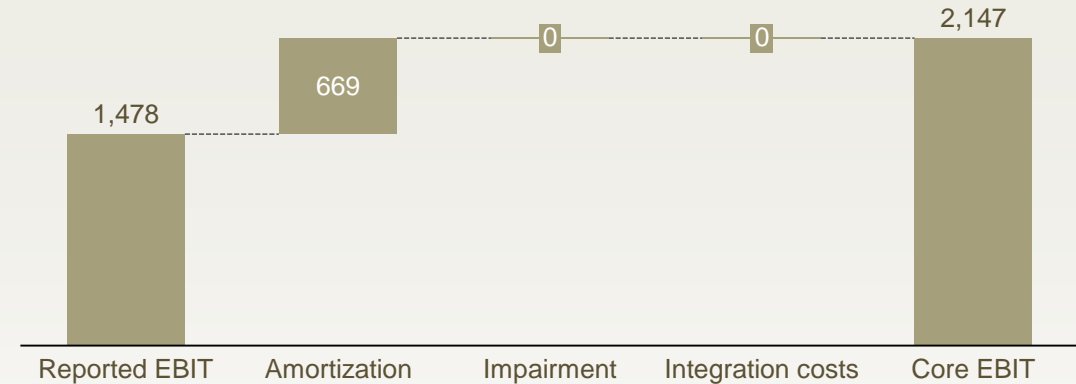 2,147
0
0
669
1,478
Reported EBIT
Amortization
Impairment
Integration costs
Core EBIT